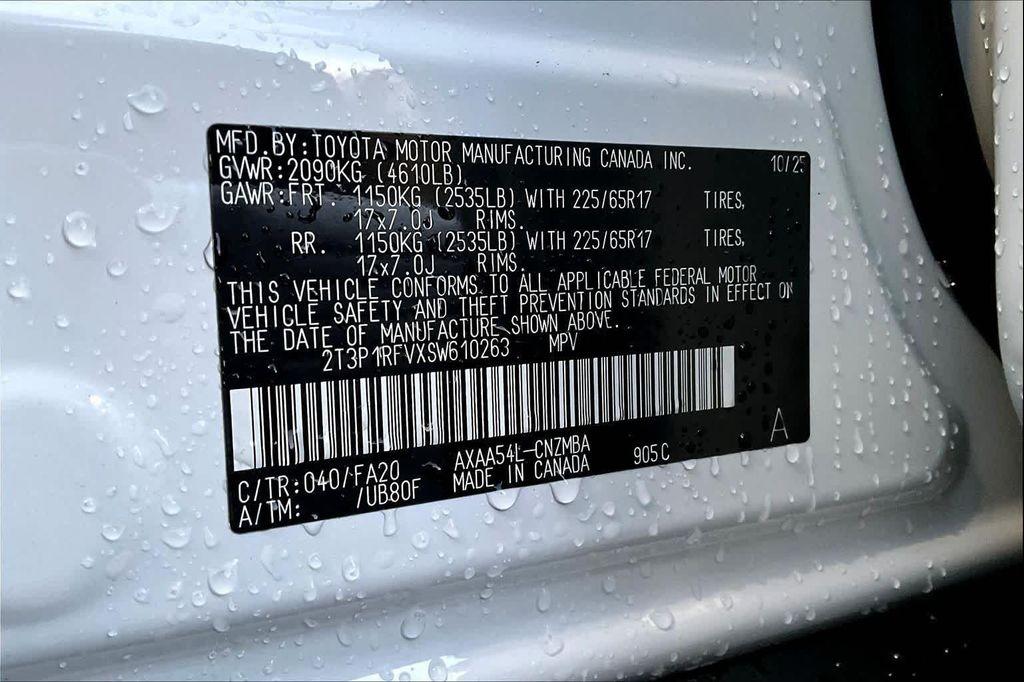 MFD.BY:TOYOTA MOTOR MANUFACTURING CANADA INC. 10/25
GVWR:2090KG (4610LB)
GAWR:FRT. 1150KG (2535LB) WITH 225/65R17 TIRES,
17x7.0J RIMS.
RR. 1150KG (2535LB) WITH 225/65R17 TIRES,
17x7.0J RIMS.
THIS VEHICLE CONFORMS TO ALL APPLICABLE FEDERAL MOTOR
VEHICLE SAFETY AND THEFT PREVENTION STANDARDS IN EFFECT ON
THE DATE OF MANUFACTURE SHOWN ABOVE.
2T3P1RFVXSW610263 MPV
C/TR:040/FA20 AXAA54L-CNZMBA 905C A
A/TM: /UB80F MADE IN CANADA